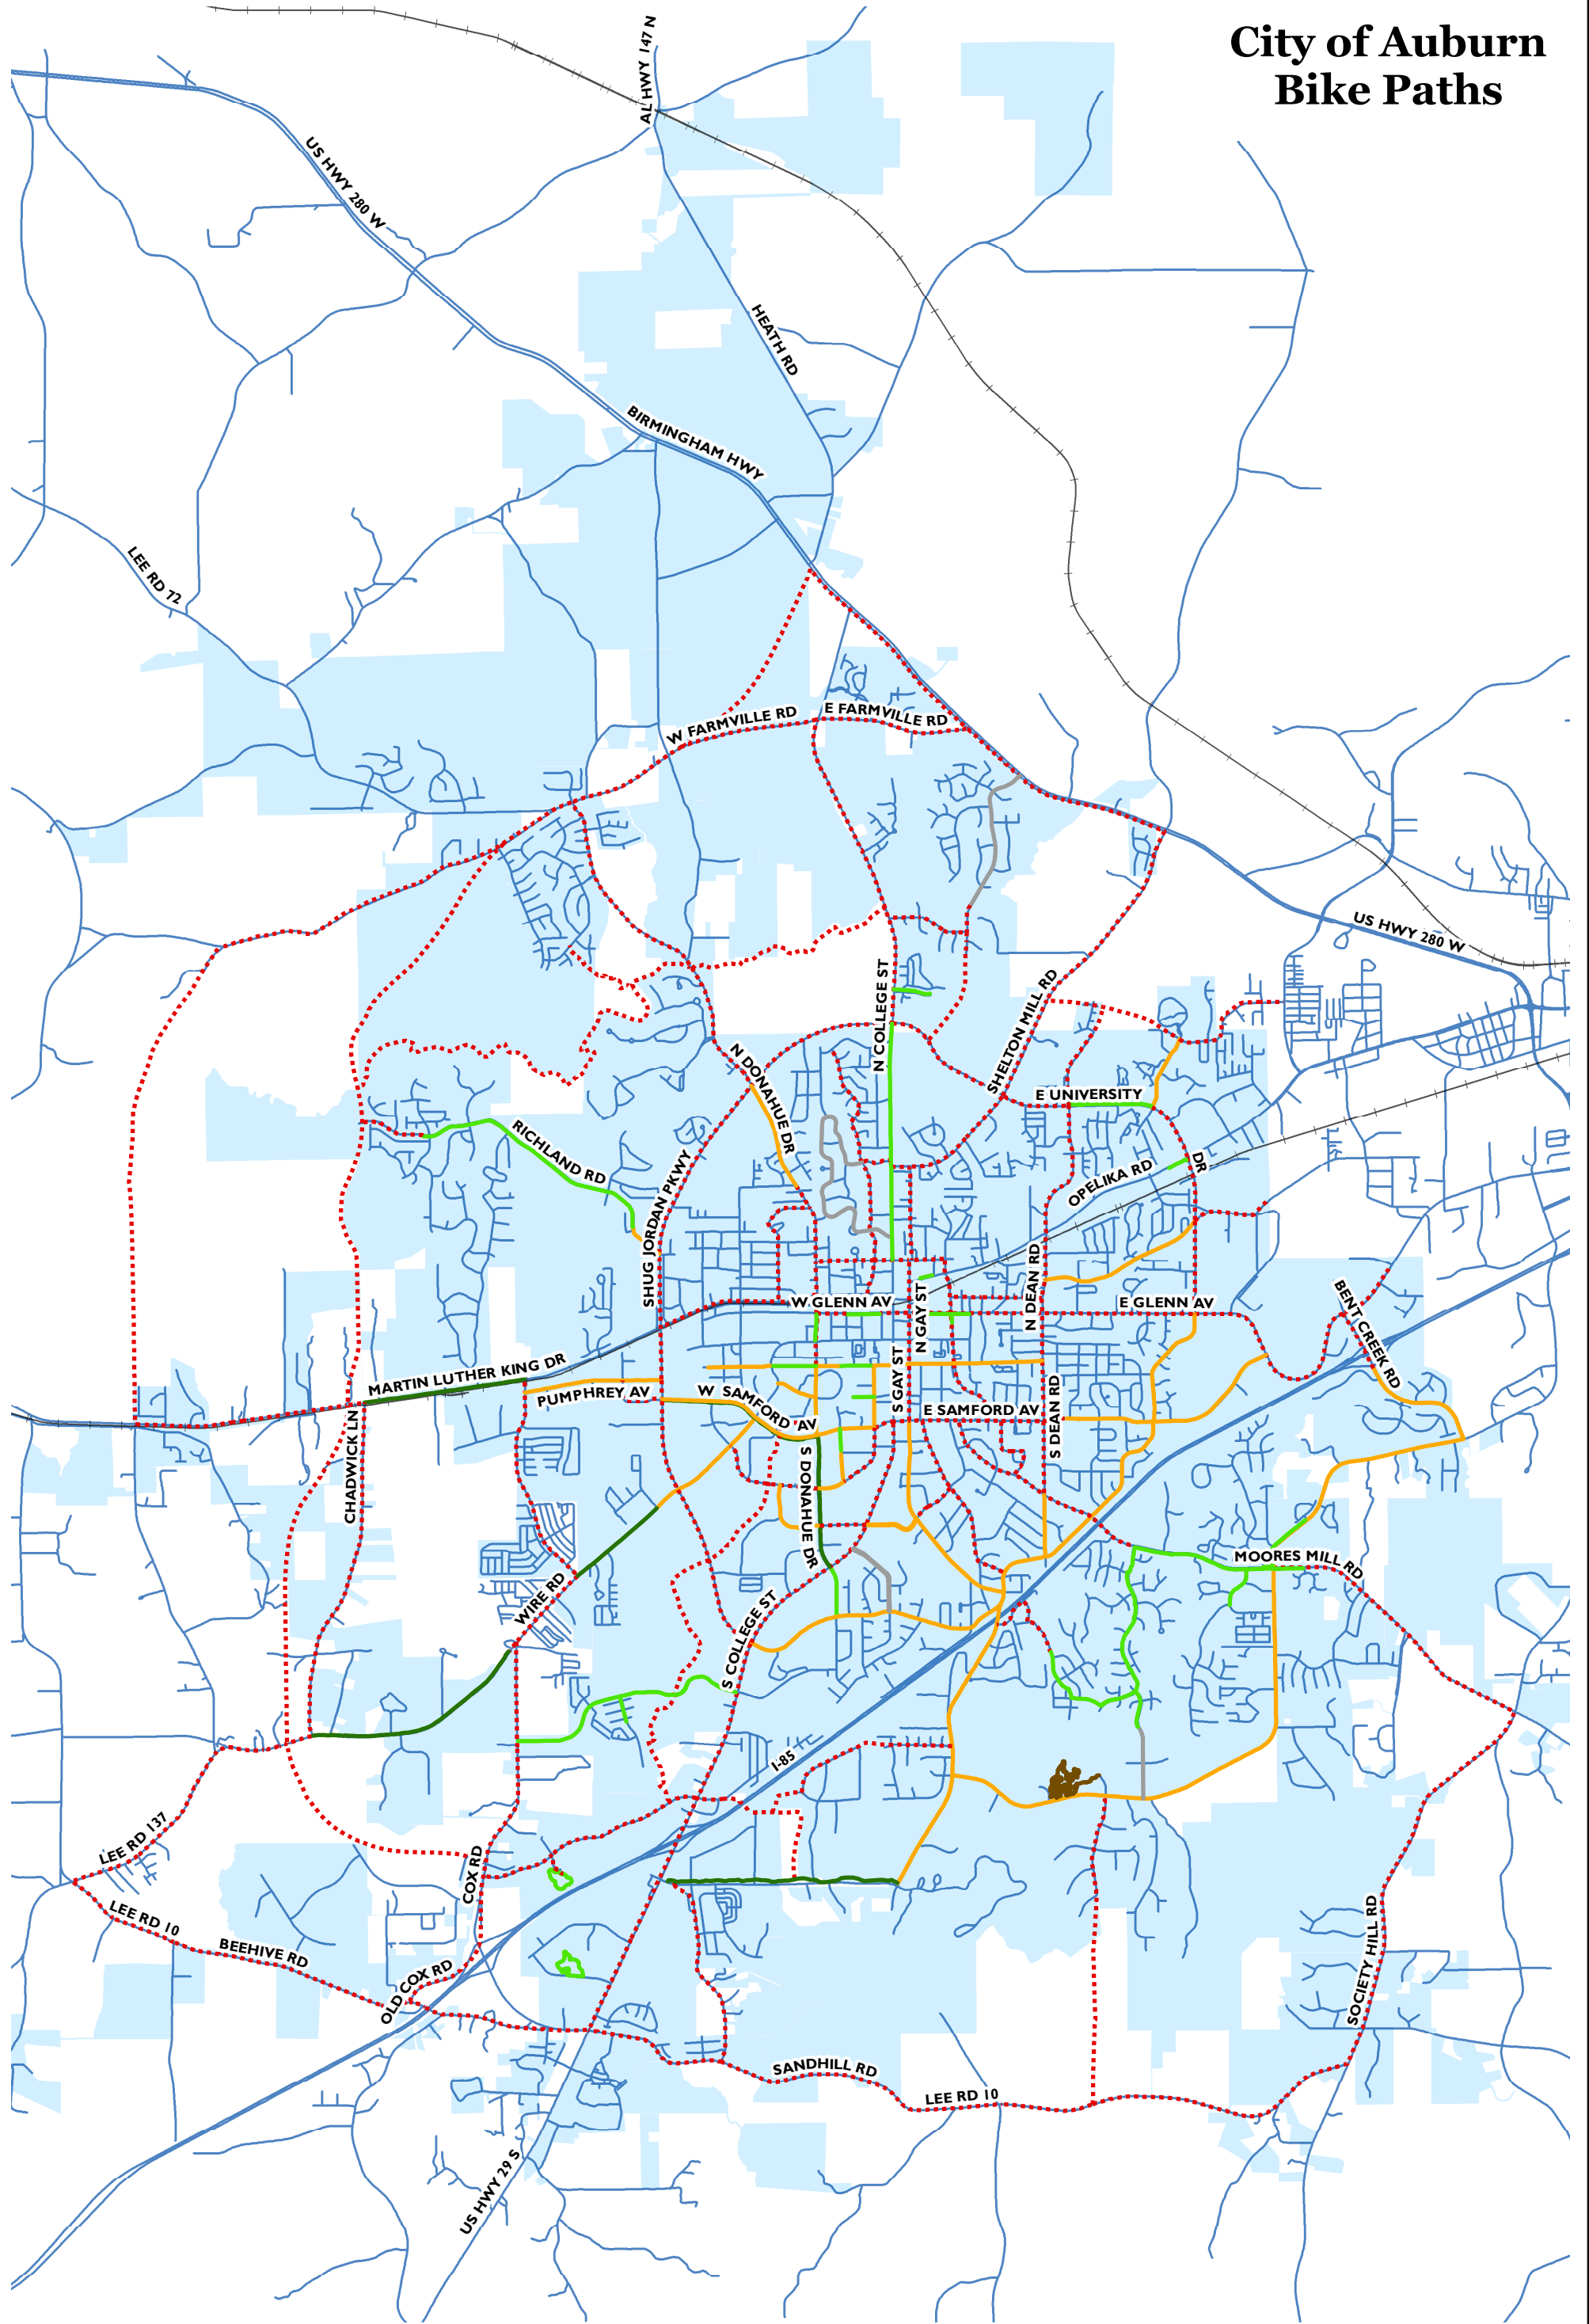 City of Auburn
Bike Paths
AL HWY 147 N
US HWY 280 W
HEATH RD
BIRMINGHAM HWY
LEE RD 72
W FARMVILLE RD
E FARMVILLE RD
US HWY 280 W
N COLLEGE ST
SHELTON MILL RD
N DONAHUE DR
E UNIVERSITY
DR
RICHLAND RD
OPELIKA RD
SHUG JORDAN PKWY
N DEAN RD
W GLENN AV
N GAY ST
E GLENN AV
BENT CREEK RD
MARTIN LUTHER KING DR
PUMPHREY AV
W SAMFORD AV
S GAY ST
E SAMFORD AV
S DEAN RD
CHADWICK LN
S DONAHUE DR
MOORES MILL RD
WIRE RD
S COLLEGE ST
I-85
LEE RD 137
COX RD
LEE RD 10
BEEHIVE RD
OLD COX RD
SOCIETY HILL RD
SANDHILL RD
LEE RD 10
US HWY 29 S